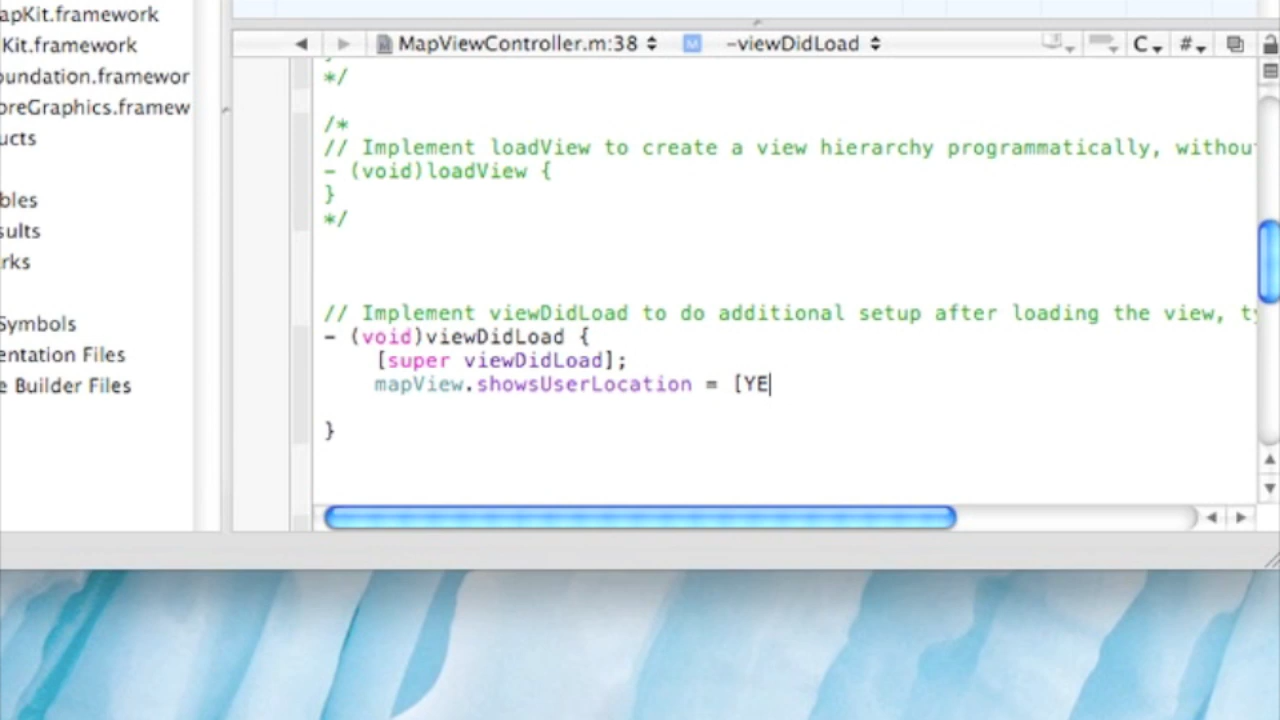 apKit.framework
Kit.framework
oundation.framewor
oreGraphics.framew
ucts
bles
sults
rks
Symbols
entation Files
e Builder Files
MapViewController.m:38
M
-viewDidLoad
C
#
*/
/*
// Implement loadView to create a view hierarchy programmatically, withou
- (void)loadView {
}
*/
// Implement viewDidLoad to do additional setup after loading the view, t
- (void)viewDidLoad {
[super viewDidLoad];
mapView.showsUserLocation = [YE
}